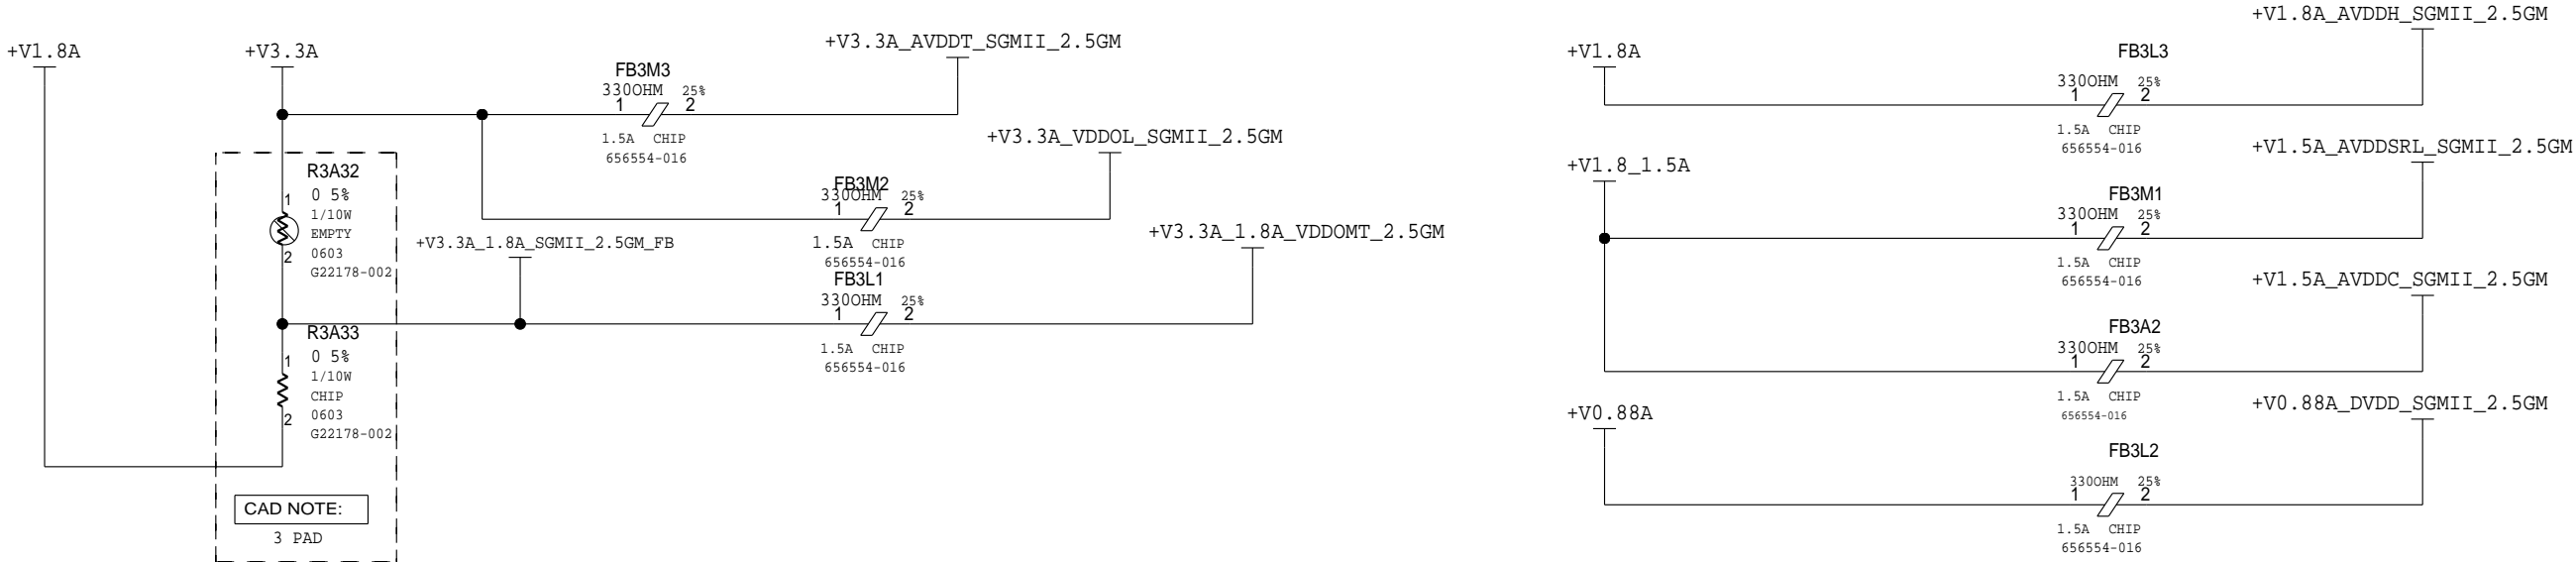 +V1.8A
+V3.3A
+V3.3A_AVDDT_SGMII_2.5GM
FB3M3
330OHM 25%
1 2
1.5A CHIP
656554-016
+V3.3A_VDDOL_SGMII_2.5GM
FB3M2
330OHM 25%
1 2
1.5A CHIP
656554-016
R3A32
0 5%
1
1/10W
EMPTY
0603
2
G22178-002
+V3.3A_1.8A_SGMII_2.5GM_FB
+V3.3A_1.8A_VDDOMT_2.5GM
FB3L1
330OHM 25%
1 2
1.5A CHIP
656554-016
R3A33
0 5%
1
1/10W
CHIP
0603
2
G22178-002
CAD NOTE:
3 PAD
+V1.8A
+V1.8A_AVDDH_SGMII_2.5GM
FB3L3
330OHM 25%
1 2
1.5A CHIP
656554-016
+V1.8_1.5A
+V1.5A_AVDDSRL_SGMII_2.5GM
FB3M1
330OHM 25%
1 2
1.5A CHIP
656554-016
+V1.5A_AVDDC_SGMII_2.5GM
FB3A2
330OHM 25%
1 2
1.5A CHIP
656554-016
+V0.88A
+V0.88A_DVDD_SGMII_2.5GM
FB3L2
330OHM 25%
1 2
1.5A CHIP
656554-016